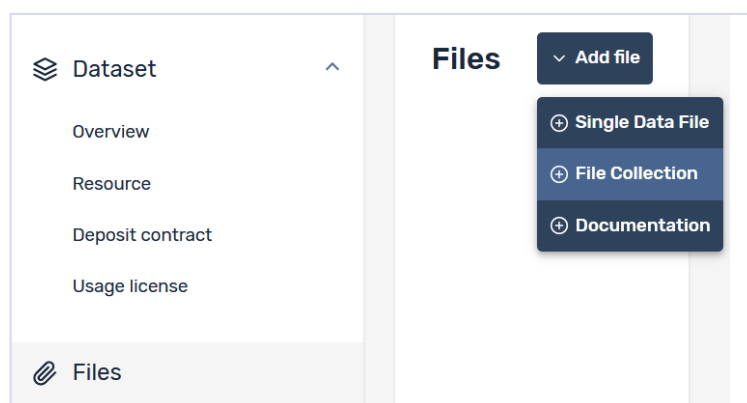 Dataset
Overview
Resource
Deposit contract
Usage license
Files
Files
Add file
Single Data File
File Collection
Documentation